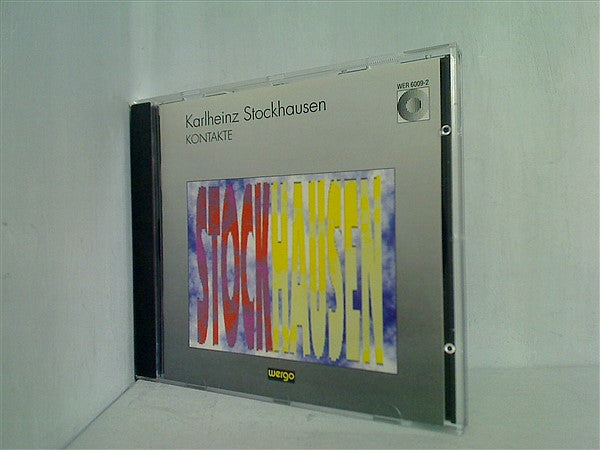 WER 6009-2
Karlheinz Stockhausen
KONTAKTE
STOCKHAUSEN
wergo